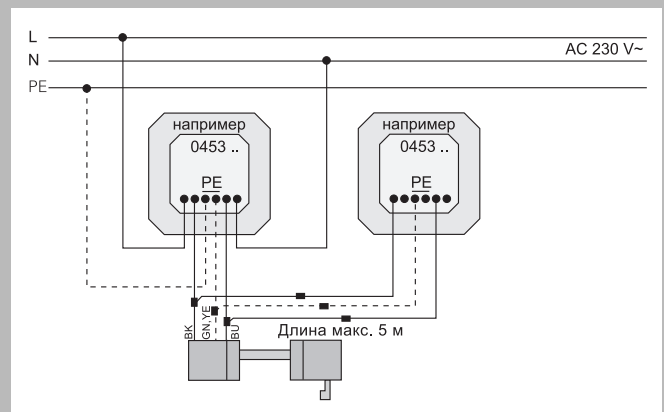 L
N
AC 230 V~
PE
например
0453 ..
PE
например
0453 ..
PE
BK
GN,YE
BU
Длина макс. 5 м